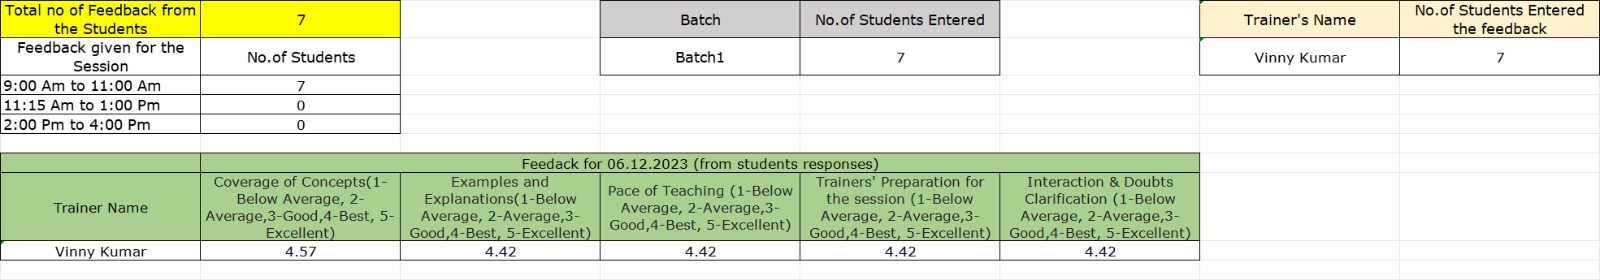 Total no of Feedback from
the Students
7
Batch
No.of Students Entered
Trainer's Name
No.of Students Entered
the feedback
Feedback given for the
Session
No.of Students
Batch1
7
Vinny Kumar
7
9:00 Am to 11:00 Am
7
11:15 Am to 1:00 Pm
0
2:00 Pm to 4:00 Pm
0
Feedack for 06.12.2023 (from students responses)
Trainer Name
Coverage of Concepts(1-
Below Average, 2-
Average,3-Good,4-Best, 5-
Excellent)
Examples and
Explanations(1-Below
Average, 2-Average,3-
Good,4-Best, 5-Excellent)
Pace of Teaching (1-Below
Average, 2-Average,3-
Good,4-Best, 5-Excellent)
Trainers' Preparation for
the session (1-Below
Average, 2-Average,3-
Good,4-Best, 5-Excellent)
Interaction & Doubts
Clarification (1-Below
Average, 2-Average,3-
Good,4-Best, 5-Excellent)
Vinny Kumar
4.57
4.42
4.42
4.42
4.42